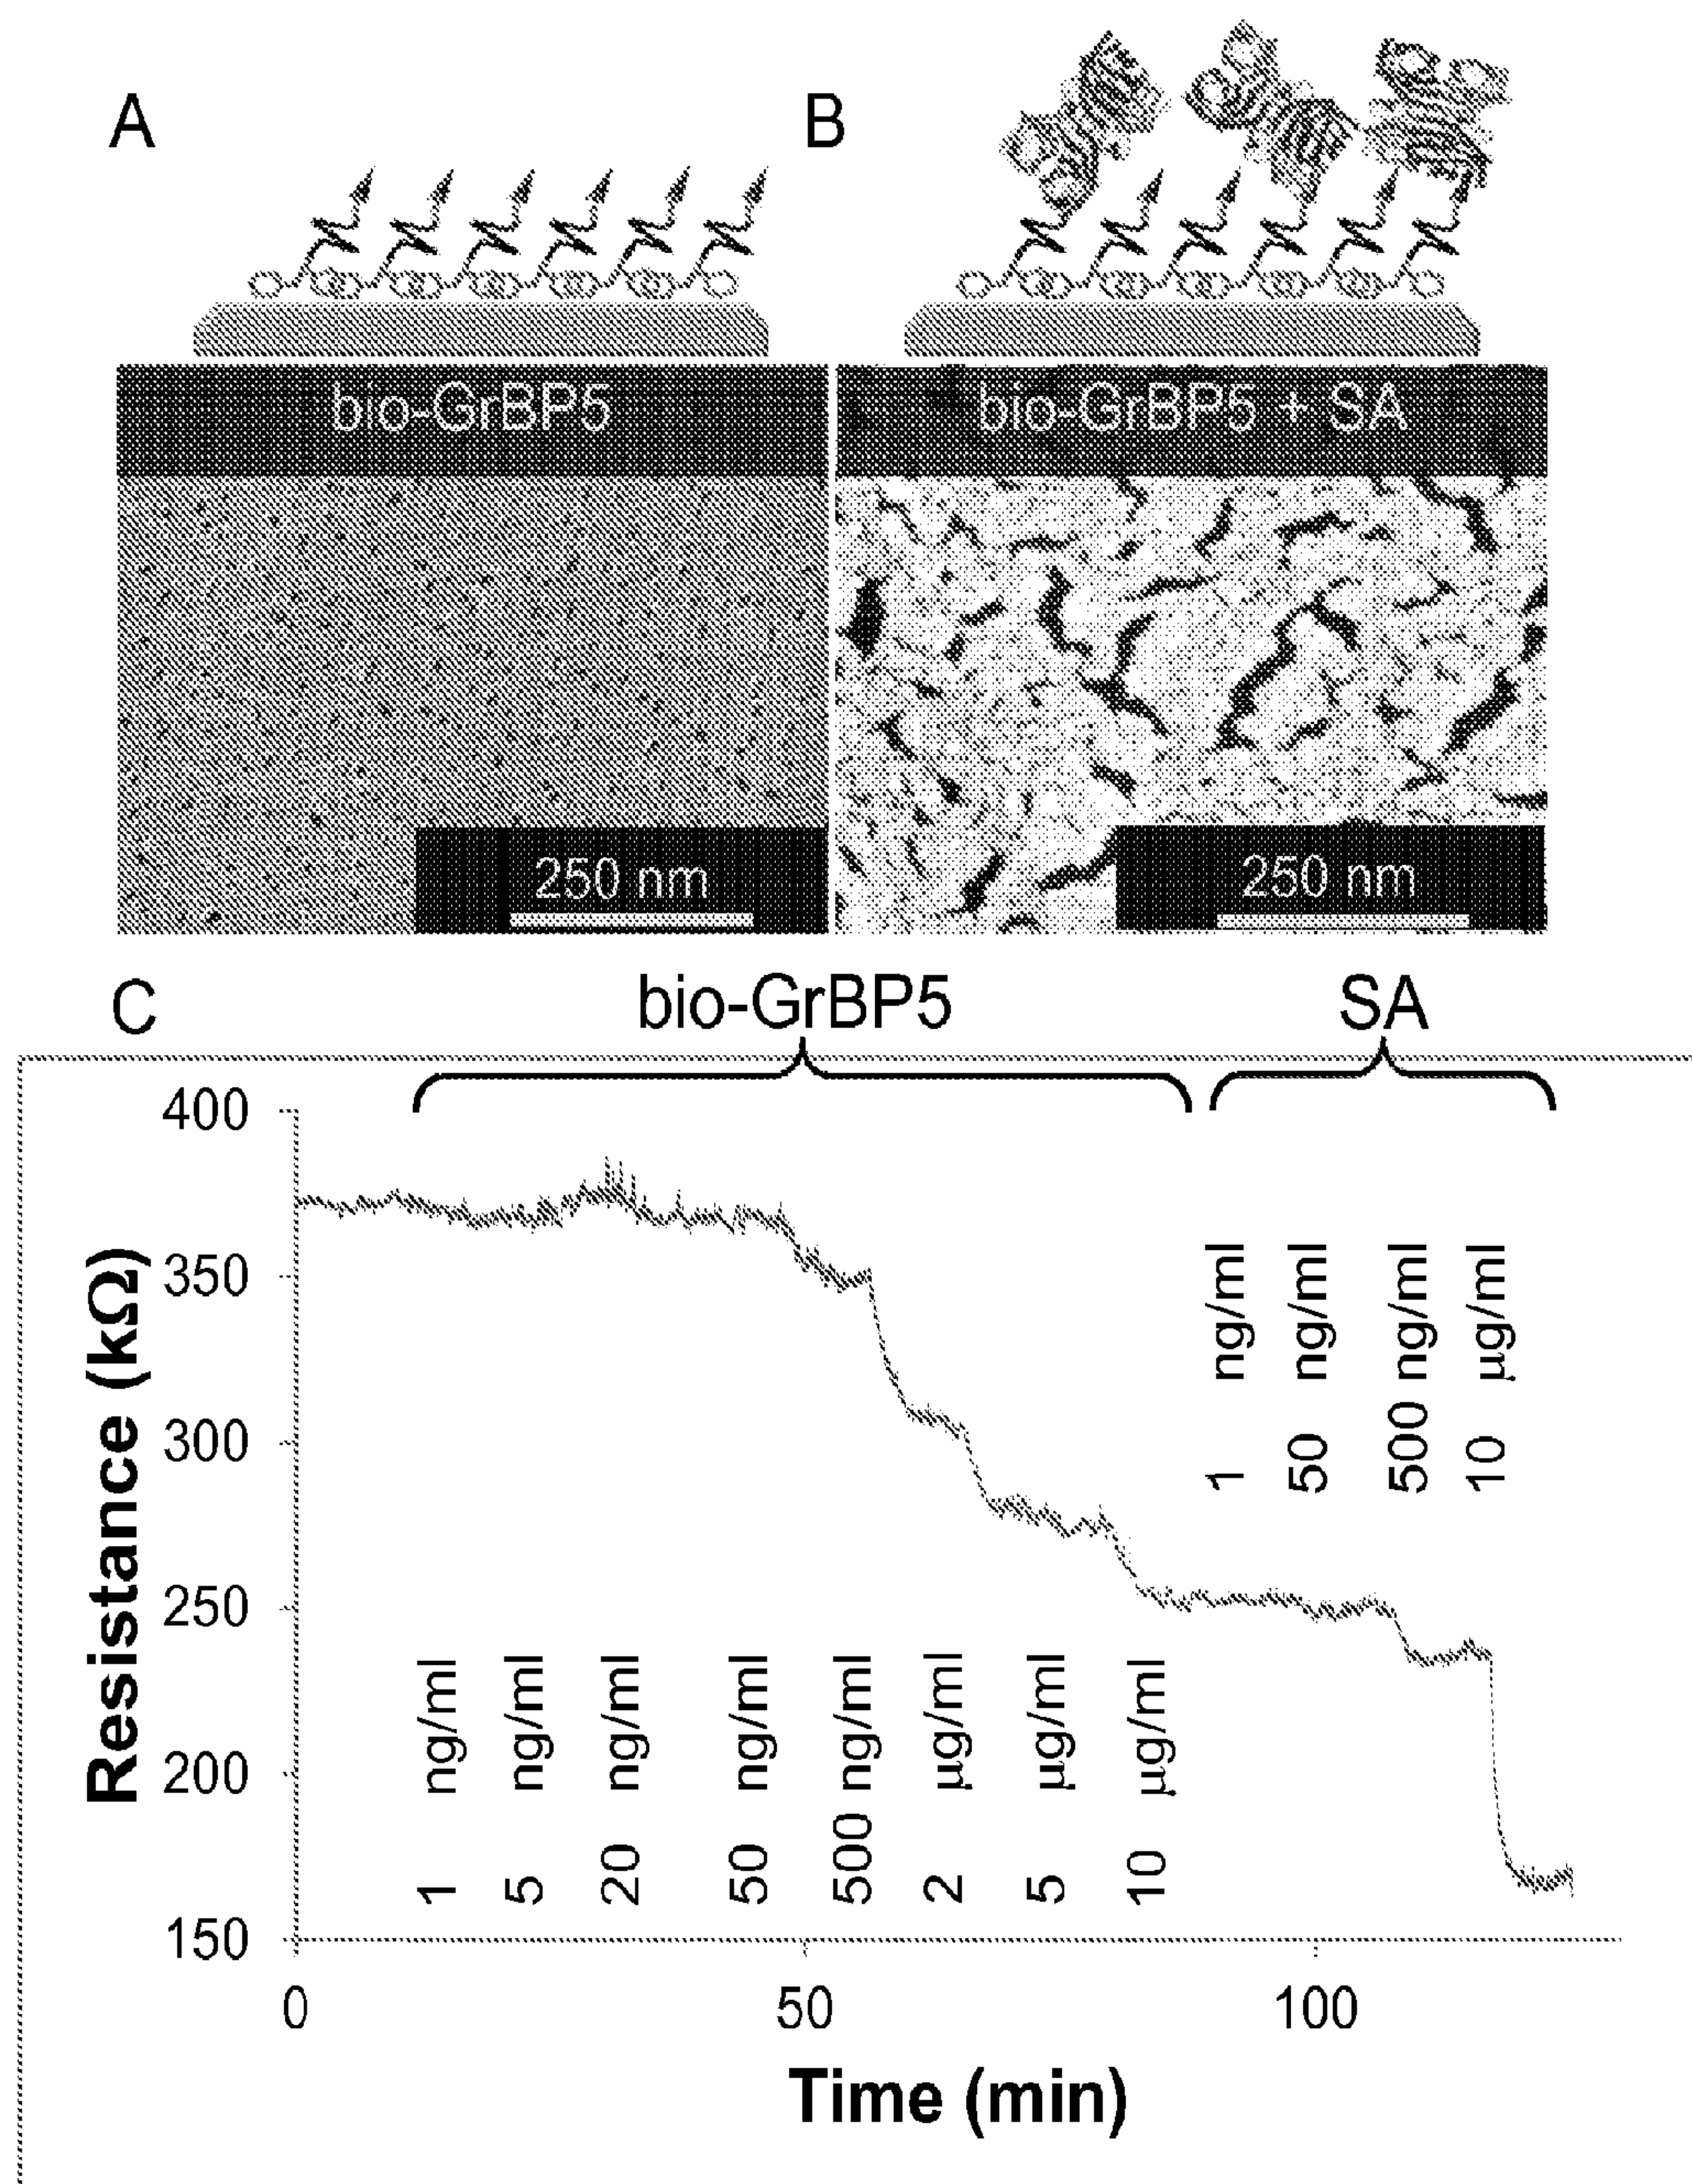 A
B
bio-GrBP5
bio-GrBP5 + SA
250 nm
250 nm
C
bio-GrBP5
SA
400
350
300
250
200
150
Resistance (kΩ)
1 ng/ml
5 ng/ml
20 ng/ml
50 ng/ml
500 ng/ml
2 µg/ml
5 µg/ml
10 µg/ml
1 ng/ml
50 ng/ml
500 ng/ml
10 µg/ml
0
50
100
Time (min)